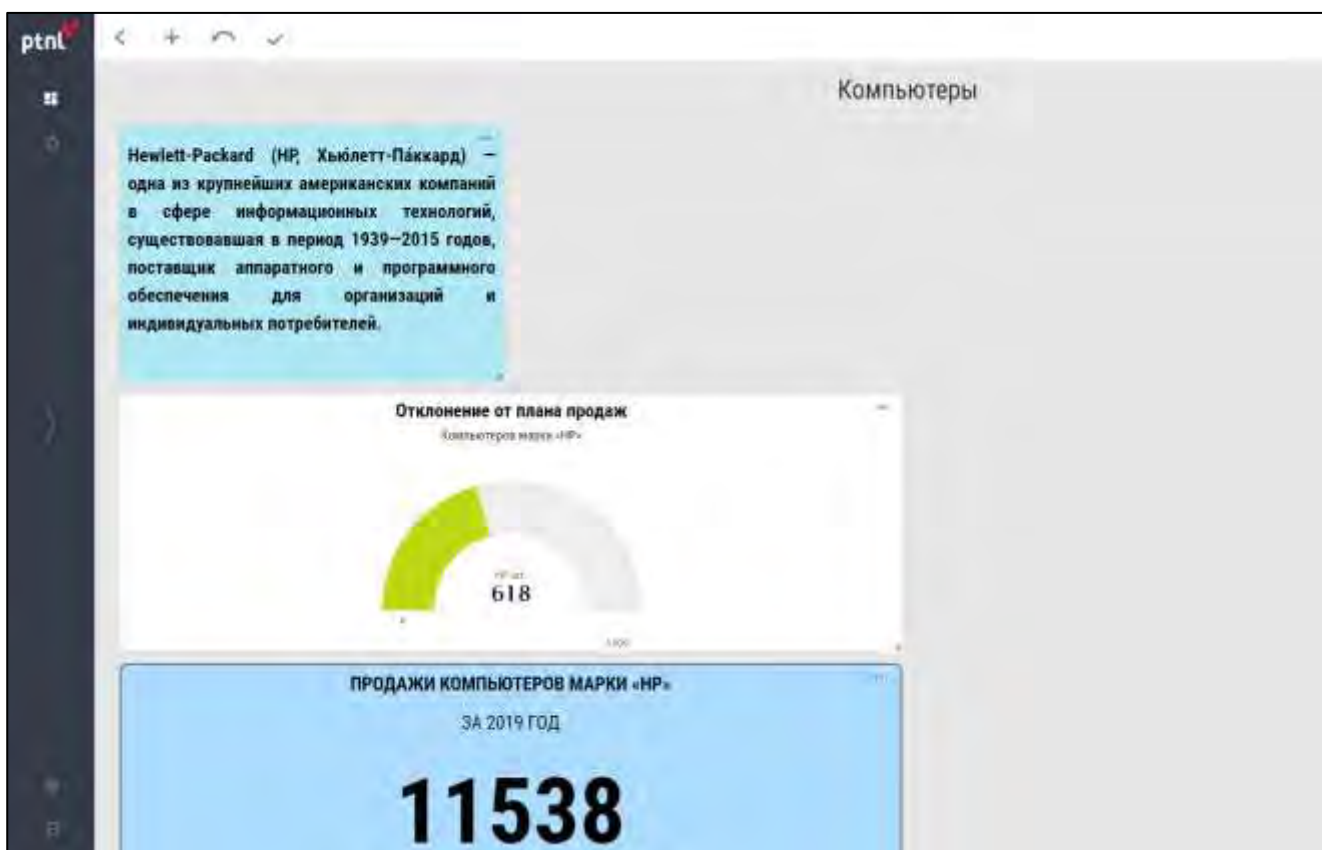 ptnl
Компьютеры
Hewlett-Packard (HP, Хью́летт-Па́ккард) —
одна из крупнейших американских компаний
в сфере информационных технологий,
существовавшая в период 1939—2015 годов,
поставщик аппаратного и программного
обеспечения для организаций и
индивидуальных потребителей.
Отклонение от плана продаж
Компьютеров марки «HP»
618
ПРОДАЖИ КОМПЬЮТЕРОВ МАРКИ «HP»
ЗА 2019 ГОД
11538